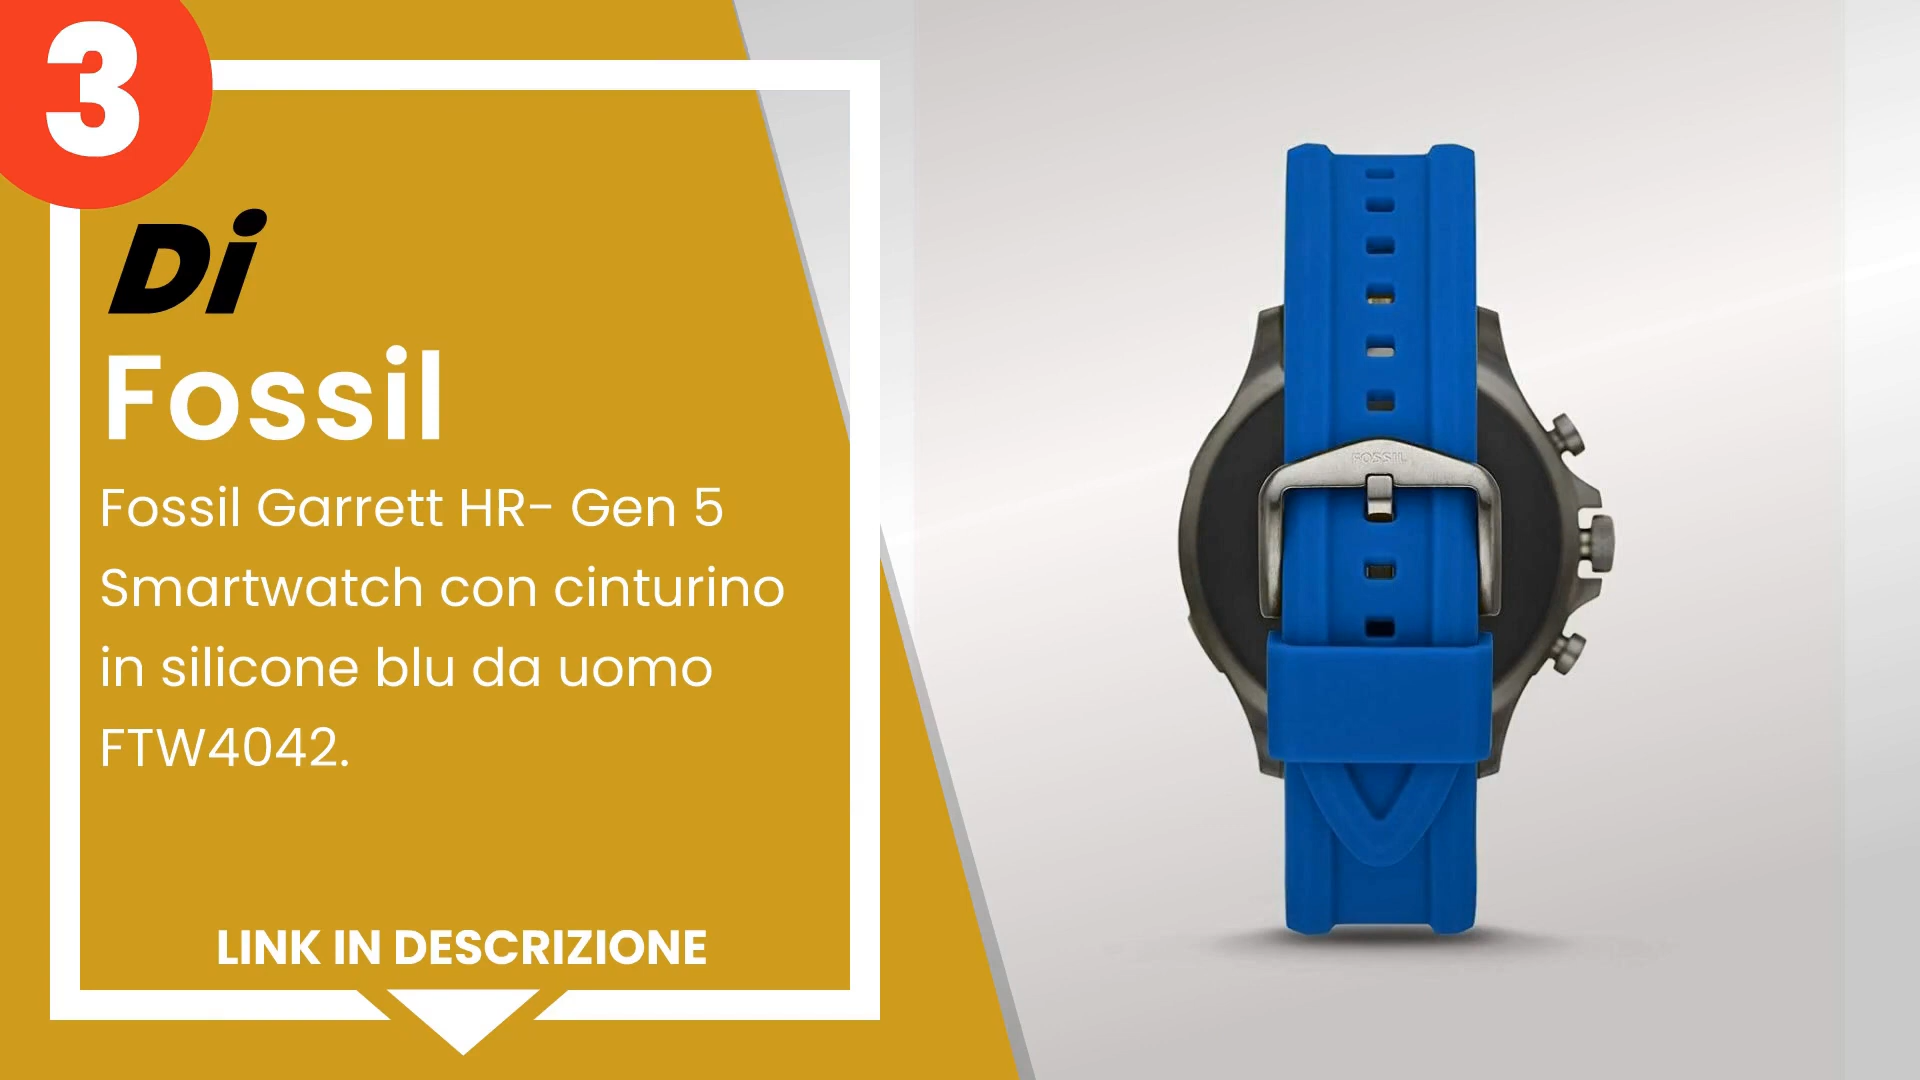 3
Di
Fossil
Fossil Garrett HR- Gen 5
Smartwatch con cinturino
in silicone blu da uomo
FTW4042.
LINK IN DESCRIZIONE
FOSSIL